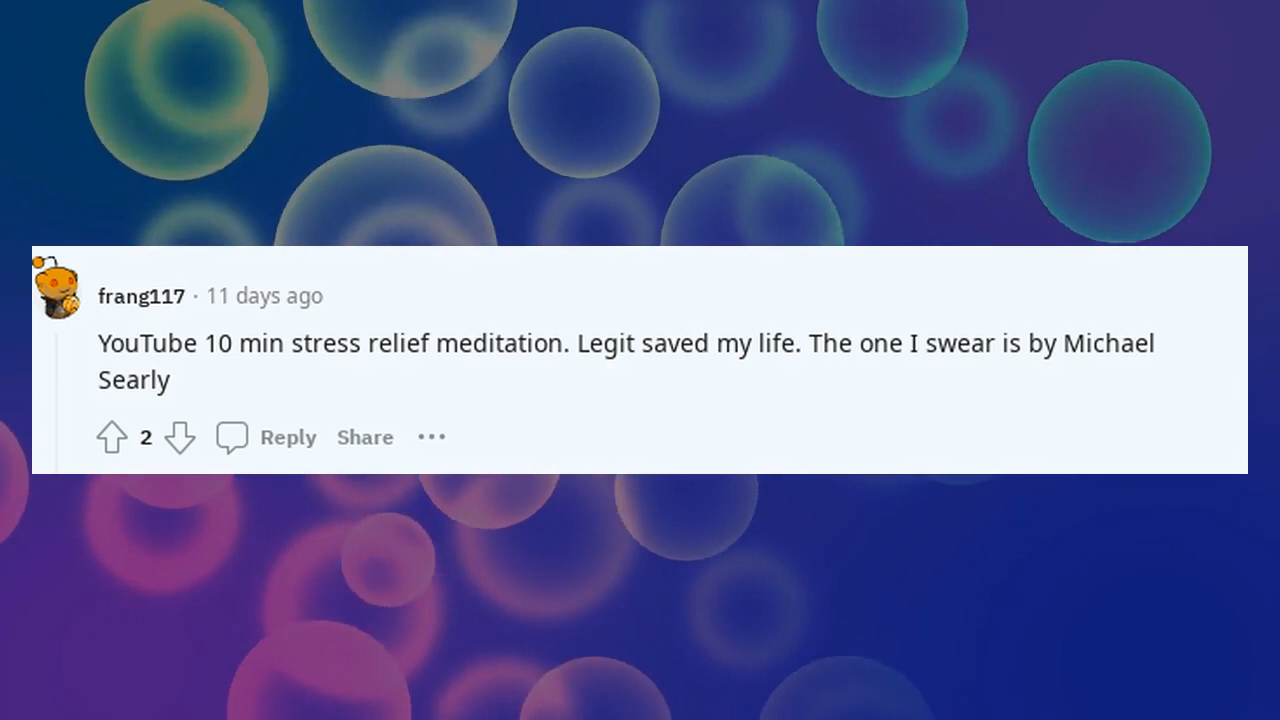 frang117 · 11 days ago
YouTube 10 min stress relief meditation. Legit saved my life. The one I swear is by Michael
Searly
2 Reply Share ···